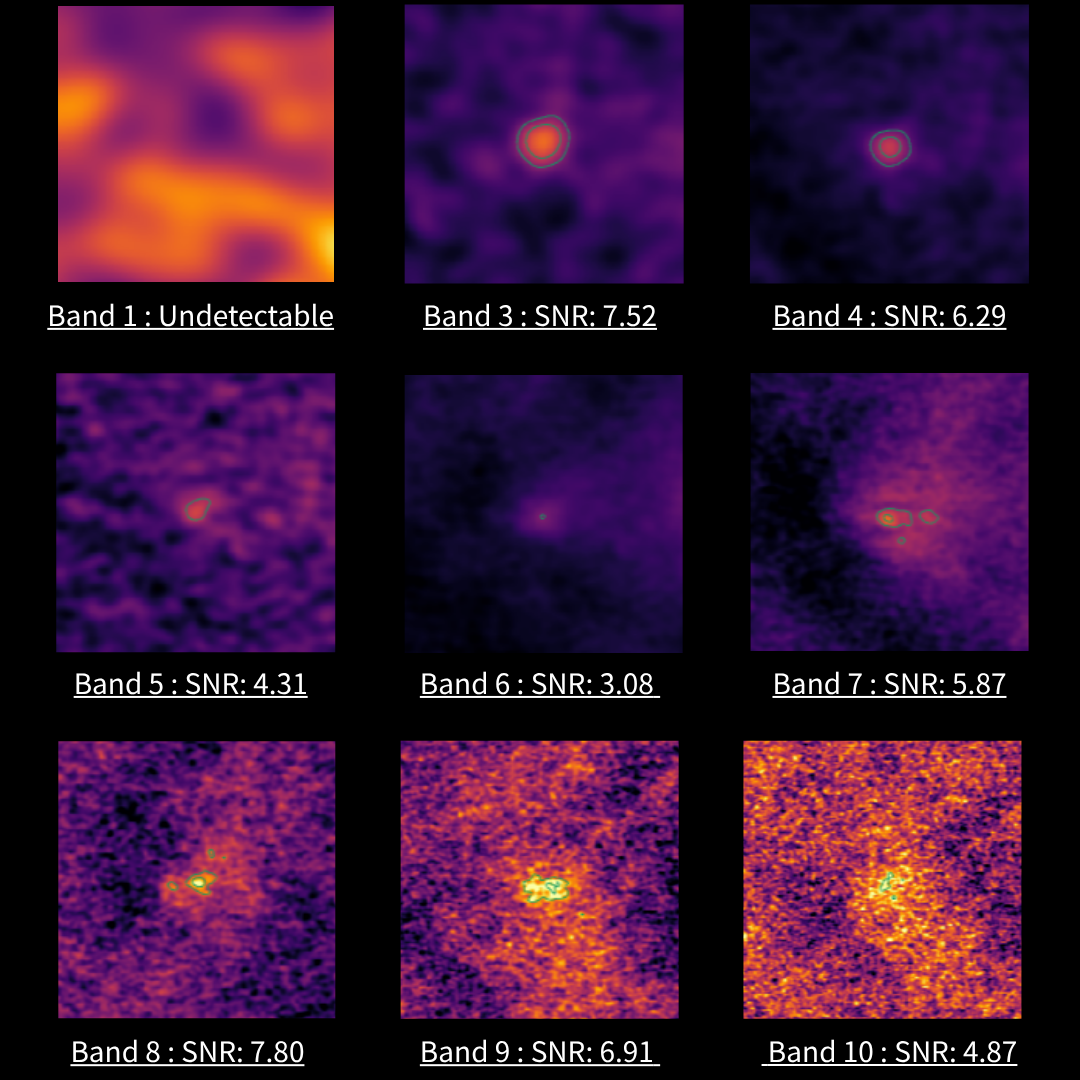 Band 1 : Undetectable
Band 3 : SNR: 7.52
Band 4 : SNR: 6.29
Band 5 : SNR: 4.31
Band 6 : SNR: 3.08
Band 7 : SNR: 5.87
Band 8 : SNR: 7.80
Band 9 : SNR: 6.91
Band 10 : SNR: 4.87